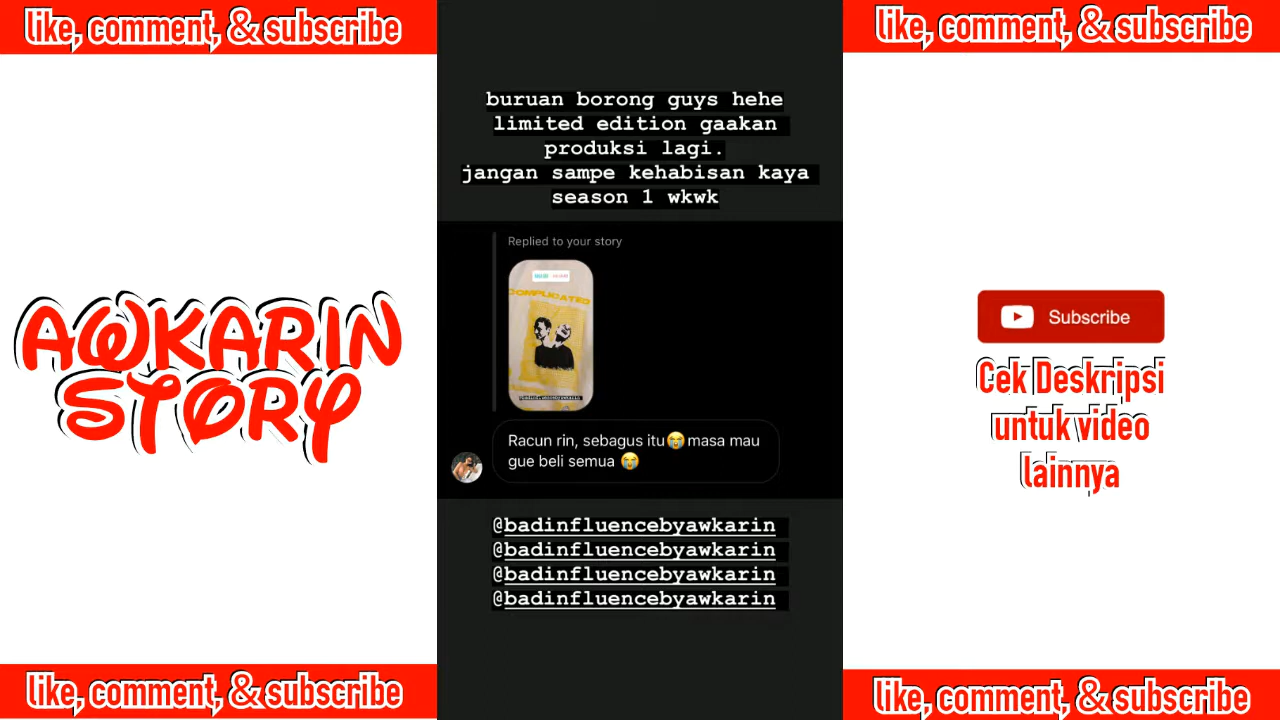 like, comment, & subscribe
like, comment, & subscribe
buruan borong guys hehe
limited edition gaakan
produksi lagi.
jangan sampe kehabisan kaya
season 1 wkwk
Replied to your story
COMPLICATED
Racun rin, sebagus itu😭masa mau
gue beli semua 😭
@badinfluencebyawkarin
@badinfluencebyawkarin
@badinfluencebyawkarin
@badinfluencebyawkarin
AWKARIN
STORY
Subscribe
Cek Deskripsi
untuk video
lainnya
like, comment, & subscribe
like, comment, & subscribe